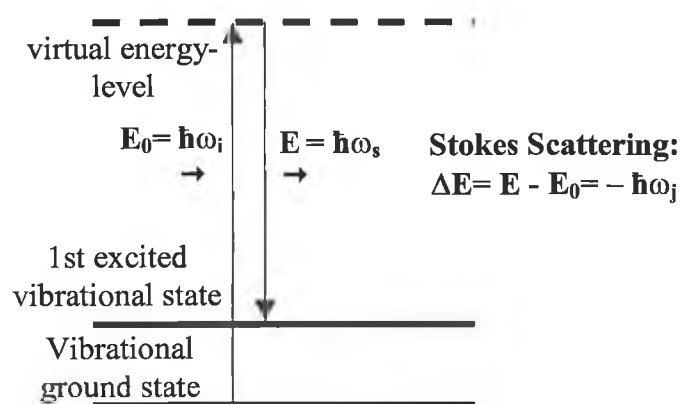 virtual energy-
level
E₀= ħωᵢ
→
E = ħωₛ
→
Stokes Scattering:
ΔE= E - E₀= – ħωⱼ
1st excited
vibrational state
Vibrational
ground state